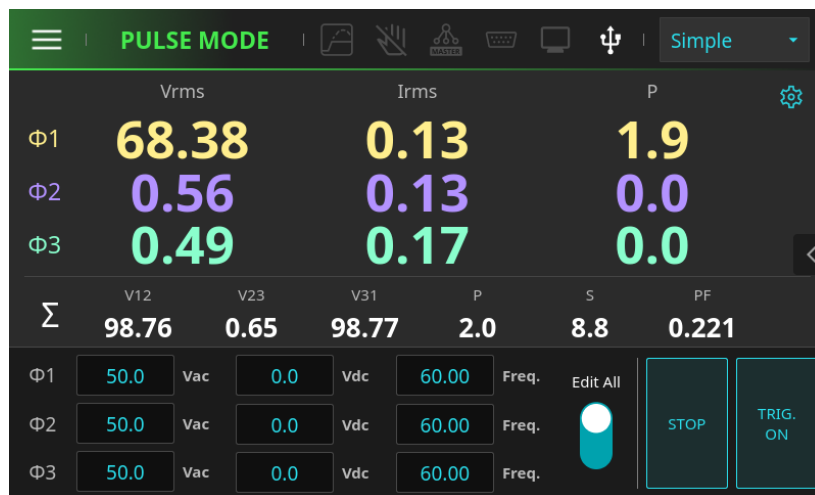 PULSE MODE MASTER Simple
Vrms Irms P
Φ1 68.38 0.13 1.9
Φ2 0.56 0.13 0.0
Φ3 0.49 0.17 0.0
V12 V23 V31 P S PF
Σ 98.76 0.65 98.77 2.0 8.8 0.221
Φ1 50.0 Vac 0.0 Vdc 60.00 Freq. Edit All
Φ2 50.0 Vac 0.0 Vdc 60.00 Freq. STOP TRIG. ON
Φ3 50.0 Vac 0.0 Vdc 60.00 Freq.